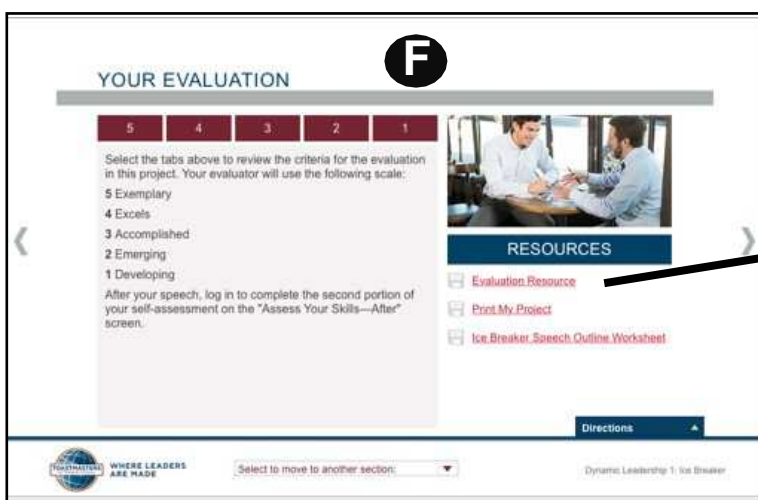 F
YOUR EVALUATION
5 4 3 2 1
Select the tabs above to review the criteria for the evaluation
in this project. Your evaluator will use the following scale:
5 Exemplary
4 Excels
3 Accomplished
2 Emerging
1 Developing
After your speech, log in to complete the second portion of
your self-assessment on the "Assess Your Skills—After"
screen.
RESOURCES
Evaluation Resource
Print My Project
Ice Breaker Speech Outline Worksheet
Directions
TOASTMASTERS
WHERE LEADERS
ARE MADE
Select to move to another section:
Dynamic Leadership 1: Ice Breaker